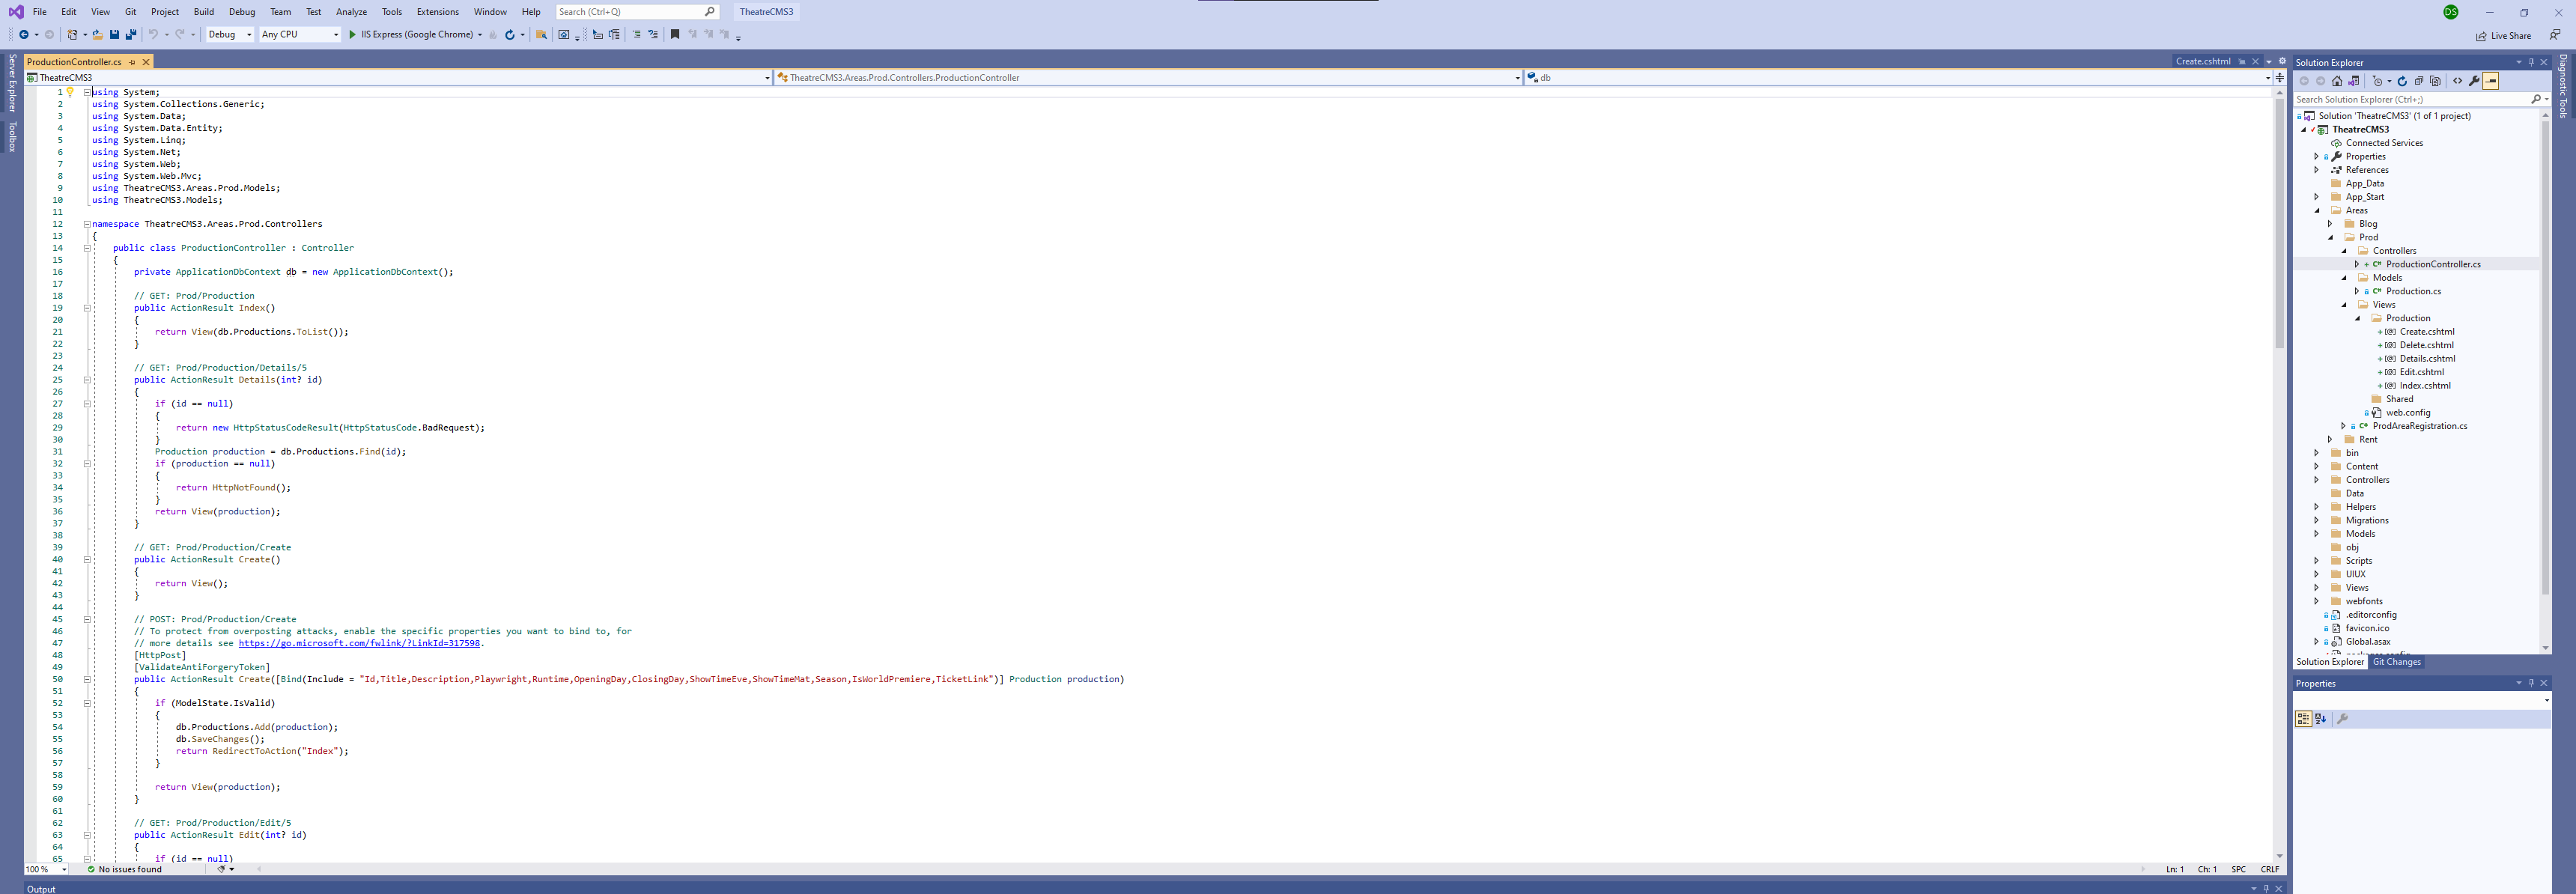 File Edit View Git Project Build Debug Team Test Analyze Tools Extensions Window Help Search (Ctrl+Q) TheatreCMS3 DS
Debug Any CPU IIS Express (Google Chrome) Live Share
Server Explorer
Toolbox
ProductionController.cs
Create.cshtml
TheatreCMS3 TheatreCMS3.Areas.Prod.Controllers.ProductionController db
1 using System;
2 using System.Collections.Generic;
3 using System.Data;
4 using System.Data.Entity;
5 using System.Linq;
6 using System.Net;
7 using System.Web;
8 using System.Web.Mvc;
9 using TheatreCMS3.Areas.Prod.Models;
10 using TheatreCMS3.Models;
11
12 namespace TheatreCMS3.Areas.Prod.Controllers
13 {
14 public class ProductionController : Controller
15 {
16 private ApplicationDbContext db = new ApplicationDbContext();
17
18 // GET: Prod/Production
19 public ActionResult Index()
20 {
21 return View(db.Productions.ToList());
22 }
23
24 // GET: Prod/Production/Details/5
25 public ActionResult Details(int? id)
26 {
27 if (id == null)
28 {
29 return new HttpStatusCodeResult(HttpStatusCode.BadRequest);
30 }
31 Production production = db.Productions.Find(id);
32 if (production == null)
33 {
34 return HttpNotFound();
35 }
36 return View(production);
37 }
38
39 // GET: Prod/Production/Create
40 public ActionResult Create()
41 {
42 return View();
43 }
44
45 // POST: Prod/Production/Create
46 // To protect from overposting attacks, enable the specific properties you want to bind to, for
47 // more details see https://go.microsoft.com/fwlink/?LinkId=317598.
48 [HttpPost]
49 [ValidateAntiForgeryToken]
50 public ActionResult Create([Bind(Include = "Id,Title,Description,Playwright,Runtime,OpeningDay,ClosingDay,ShowTimeEve,ShowTimeMat,Season,IsWorldPremiere,TicketLink")] Production production)
51 {
52 if (ModelState.IsValid)
53 {
54 db.Productions.Add(production);
55 db.SaveChanges();
56 return RedirectToAction("Index");
57 }
58
59 return View(production);
60 }
61
62 // GET: Prod/Production/Edit/5
63 public ActionResult Edit(int? id)
64 {
65 if (id == null)
100 % No issues found Ln: 1 Ch: 1 SPC CRLF
Output
Solution Explorer
Search Solution Explorer (Ctrl+;)
Solution 'TheatreCMS3' (1 of 1 project)
TheatreCMS3
Connected Services
Properties
References
App_Data
App_Start
Areas
Blog
Prod
Controllers
ProductionController.cs
Models
Production.cs
Views
Production
Create.cshtml
Delete.cshtml
Details.cshtml
Edit.cshtml
Index.cshtml
Shared
web.config
ProdAreaRegistration.cs
Rent
bin
Content
Controllers
Data
Helpers
Migrations
Models
obj
Scripts
UIUX
Views
webfonts
.editorconfig
favicon.ico
Global.asax
Solution Explorer Git Changes
Properties
Diagnostic Tools